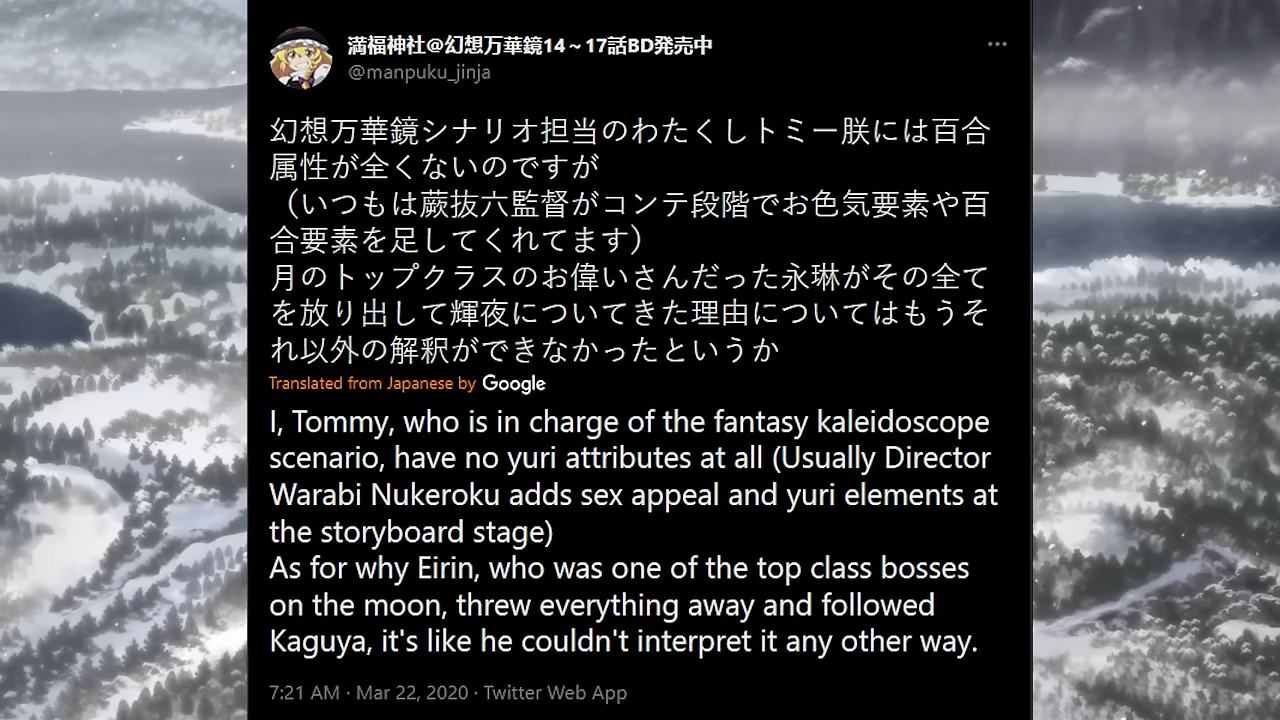 満福神社@幻想万華鏡14～17話BD発売中
@manpuku_jinja
幻想万華鏡シナリオ担当のわたくしトミー朕には百合
属性が全くないのですが
（いつもは蕨抜六監督がコンテ段階でお色気要素や百
合要素を足してくれてます）
月のトップクラスのお偉いさんだった永琳がその全て
を放り出して輝夜についてきた理由についてはもうそ
れ以外の解釈ができなかったというか
Translated from Japanese by Google
I, Tommy, who is in charge of the fantasy kaleidoscope
scenario, have no yuri attributes at all (Usually Director
Warabi Nukeroku adds sex appeal and yuri elements at
the storyboard stage)
As for why Eirin, who was one of the top class bosses
on the moon, threw everything away and followed
Kaguya, it's like he couldn't interpret it any other way.
7:21 AM · Mar 22, 2020 · Twitter Web App